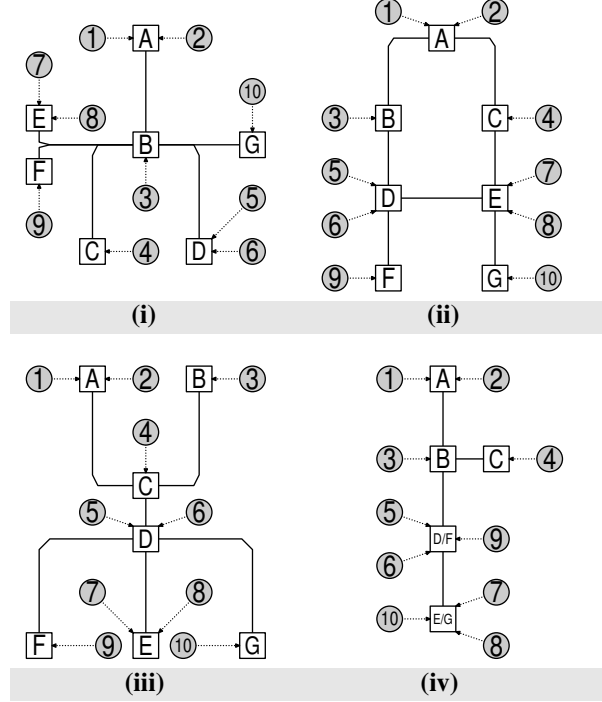 1 A 2 1 2
A
7
10
E 8 3 B C 4
B G
F 5 7
3 5 D E
9 C 4 D 6 6 8
9 F G 10
(i) (ii)
1 A 2 B 3 1 A 2
4
C 3 B C 4
5 6 5
D D/F 9
6
7 8 7
F 9 E 10 G 10 E/G
8
(iii) (iv)